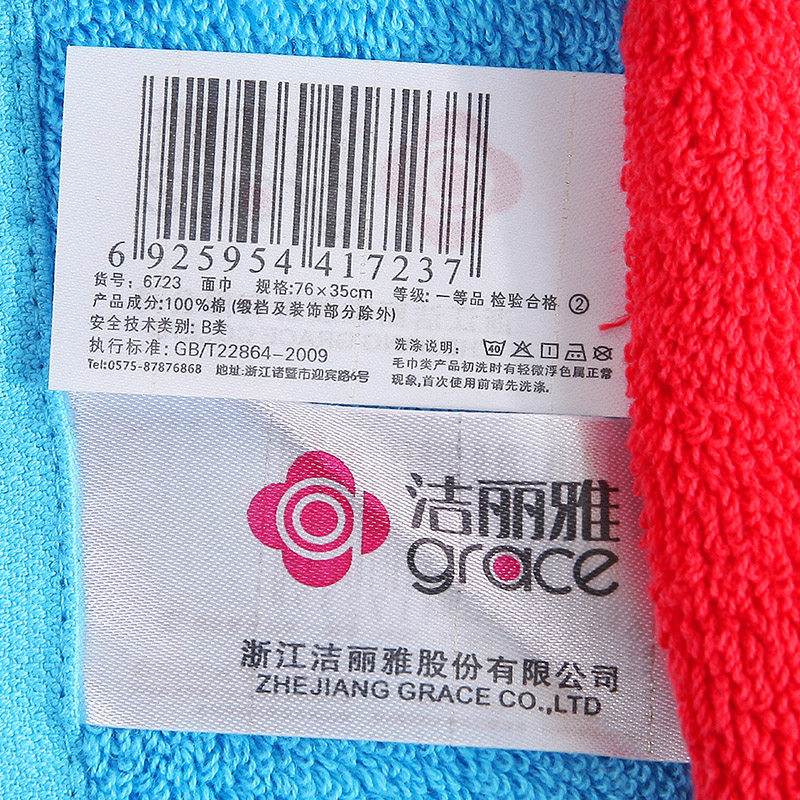 6 925954 417237
货号: 6723 面巾 规格:76×35cm 等级: 一等品 检验合格 ②
产品成分:100%棉 (缎档及装饰部分除外)
安全技术类别: B类
执行标准: GB/T22864-2009
Tel:0575-87876868 地址:浙江诸暨市迎宾路6号
洗涤说明: 40
毛巾类产品初洗时有轻微浮色属正常
现象,首次使用前请先洗涤.
洁丽雅
grace
浙江洁丽雅股份有限公司
ZHEJIANG GRACE CO.,LTD